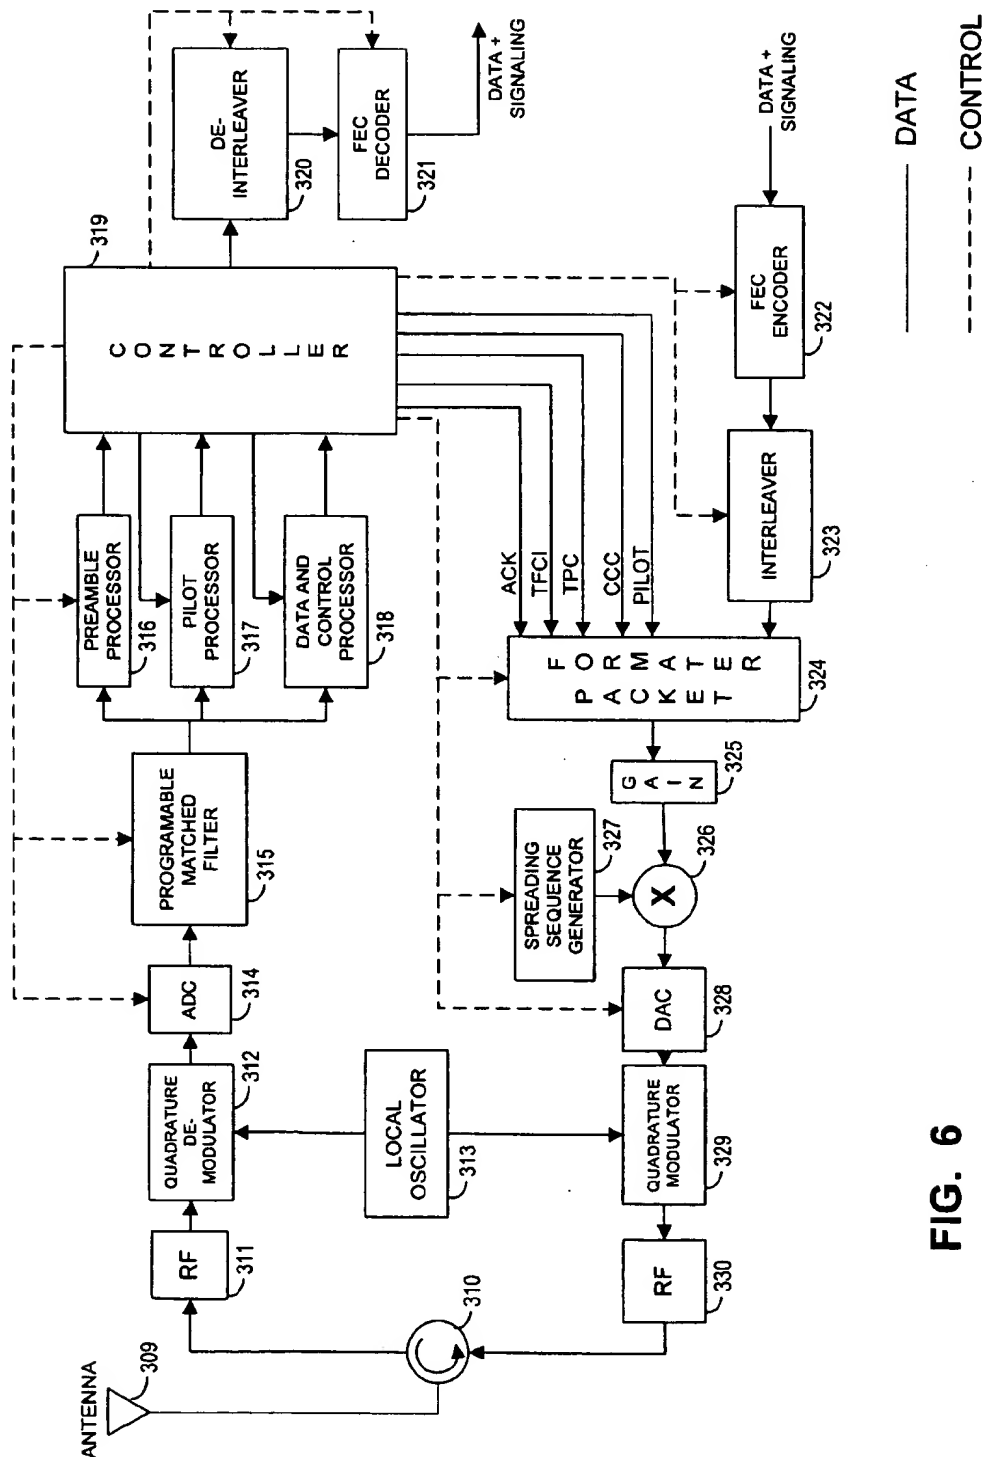 ANTENNA
309
310
RF
311
QUADRATURE
DE-
MODULATOR
312
LOCAL
OSCILLATOR
313
ADC
314
PROGRAMABLE
MATCHED
FILTER
315
PREAMBLE
PROCESSOR
316
PILOT
PROCESSOR
317
DATA AND
CONTROL
PROCESSOR
318
CONTROLLER
319
DE-
INTERLEAVER
320
FEC
DECODER
321
DATA +
SIGNALING
DATA +
SIGNALING
FEC
ENCODER
322
INTERLEAVER
323
ACK
TFCI
TPC
CCC
PILOT
PACKET
FORMATTER
324
GAIN
325
X
326
SPREADING
SEQUENCE
GENERATOR
327
DAC
328
QUADRATURE
MODULATOR
329
RF
330
DATA
CONTROL
FIG. 6